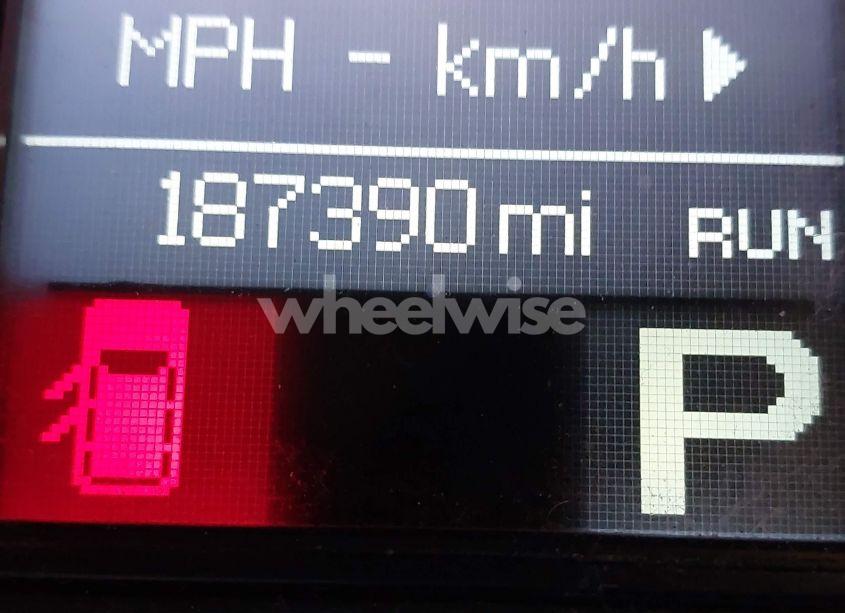 MPH - km/h ▶
187390 mi RUN
wheelwise
P